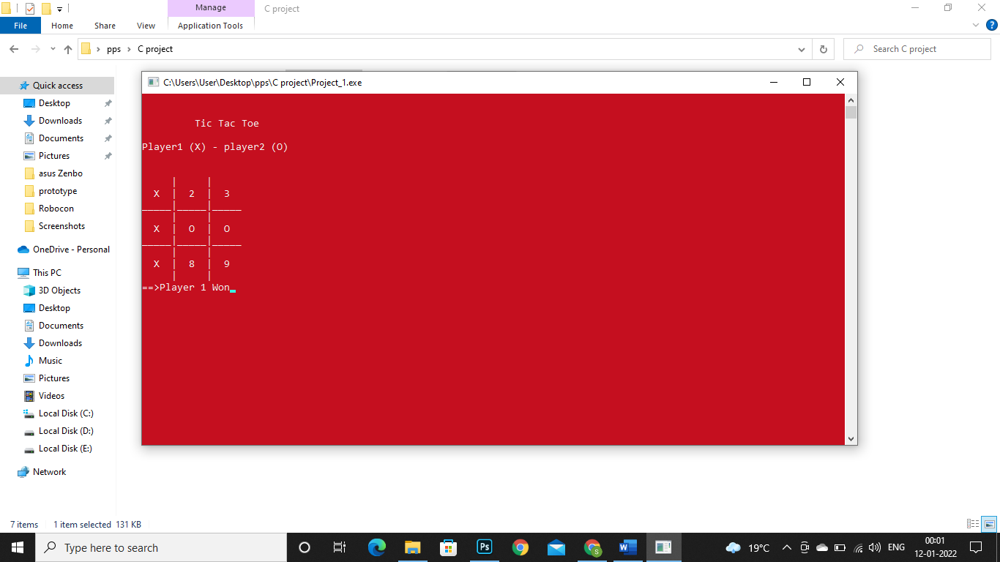 Manage
C project
File
Home
Share
View
Application Tools
pps
C project
Search C project
Quick access
Desktop
Downloads
Documents
Pictures
asus Zenbo
prototype
Robocon
Screenshots
OneDrive - Personal
This PC
3D Objects
Desktop
Documents
Downloads
Music
Pictures
Videos
Local Disk (C:)
Local Disk (D:)
Local Disk (E:)
Network
C:\Users\User\Desktop\pps\C project\Project_1.exe
Tic Tac Toe
Player1 (X) - player2 (O)
     |     |
  X  |  2  |  3
_____|_____|_____
     |     |
  X  |  O  |  O
_____|_____|_____
     |     |
  X  |  8  |  9
     |     |
==>Player 1 Won
7 items 1 item selected 131 KB
Type here to search
Ps
S
W
19°C
ENG
00:01
12-01-2022